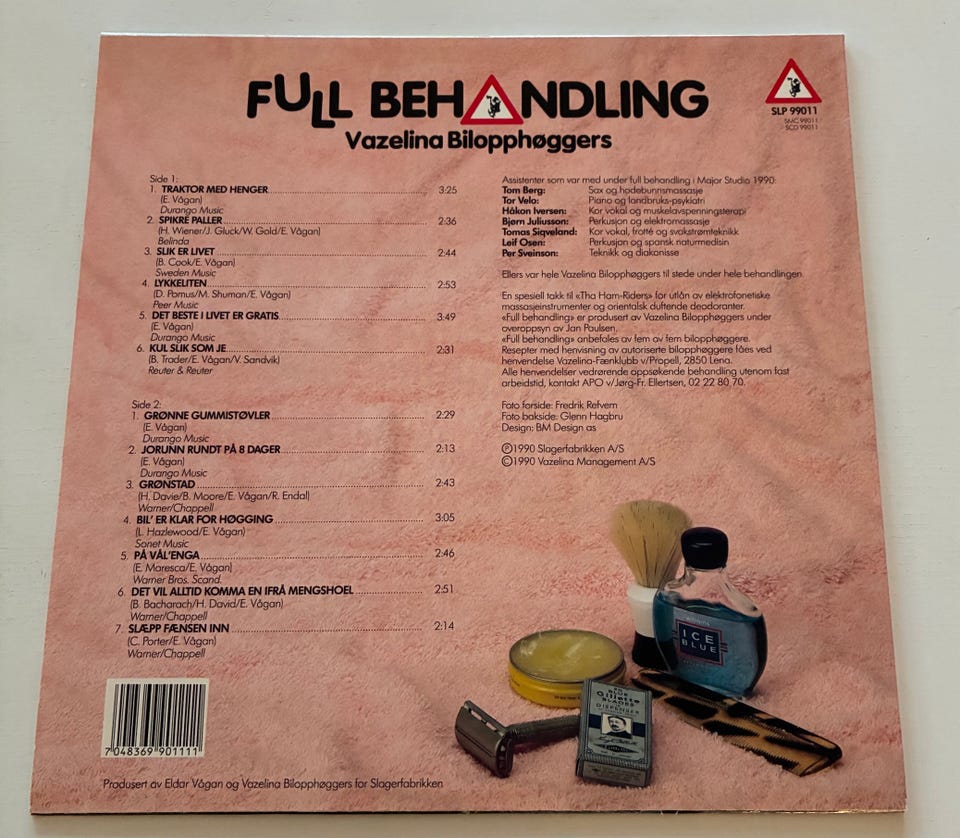 FULL BEHANDLING
Vazelina Bilopphøggers
SLP 99011
SMC 99011
SCD 99011
Side 1:
1. TRAKTOR MED HENGER 3:25
(E. Vågan)
Durango Music
2. SPIKRE PALLER 2:36
(H. Wiener/J. Gluck/W. Gold/E. Vågan)
Belinda
3. SLIK ER LIVET 2:44
(B. Cook/E. Vågan)
Sweden Music
4. LYKKELITEN 2:53
(D. Pomus/M. Shuman/E. Vågan)
Peer Music
5. DET BESTE I LIVET ER GRATIS 3:49
(E. Vågan)
Durango Music
6. KUL SLIK SOM JE 2:31
(B. Trader/E. Vågan/V. Sandvik)
Reuter & Reuter
Side 2:
1. GRØNNE GUMMISTØVLER 2:29
(E. Vågan)
Durango Music
2. JORUNN RUNDT PÅ 8 DAGER 2:13
(E. Vågan)
Durango Music
3. GRØNSTAD 2:43
(H. Davie/B. Moore/E. Vågan/R. Endal)
Warner/Chappell
4. BIL' ER KLAR FOR HØGGING 3:05
(L. Hazlewood/E. Vågan)
Sonet Music
5. PÅ VÅL'ENGA 2:46
(E. Maresca/E. Vågan)
Warner Bros. Scand.
6. DET VIL ALLTID KOMMA EN IFRÅ MENGSHOEL 2:51
(B. Bacharach/H. David/E. Vågan)
Warner/Chappell
7. SLÆPP FÆNSEN INN 2:14
(C. Porter/E. Vågan)
Warner/Chappell
Assistenter som var med under full behandling i Major Studio 1990:
Tom Berg: Sax og hodebunnsmassasje
Tor Velo: Piano og landbruks-psykiatri
Håkon Iversen: Kor vokal og muskelavspenningsterapi
Bjørn Juliusson: Perkusjon og elektromassasje
Tomas Siqveland: Kor vokal, frotté og svakstrømteknikk
Leif Osen: Perkusjon og spansk naturmedisin
Per Sveinson: Teknikk og diakanisse
Ellers var hele Vazelina Bilopphøggers til stede under hele behandlingen.
En spesiell takk til «Tha Ham-Riders» for utlån av elektrofonetiske
massasjeinstrumenter og orientalsk duftende deodoranter.
«Full behandling» er produsert av Vazelina Bilopphøggers under
overoppsyn av Jan Paulsen.
«Full behandling» anbefales av fem av fem bilopphøggere.
Resepter med henvisning av autoriserte bilopphøggere fåes ved
henvendelse Vazelina-Fænklubb v/Propell, 2850 Lena.
Alle henvendelser vedrørende oppsøkende behandling utenom fast
arbeidstid, kontakt APO v/Jørg-Fr. Ellertsen, 02 22 80 70.
Foto forside: Fredrik Refvem
Foto bakside: Glenn Hagbru
Design: BM Design as
Ⓟ1990 Slagerfabrikken A/S
©1990 Vazelina Management A/S
Williams
ICE
BLUE
BLUE
Gillette
BLADES
DISPENSER
7 048369 901111
Produsert av Eldar Vågan og Vazelina Bilopphøggers for Slagerfabrikken